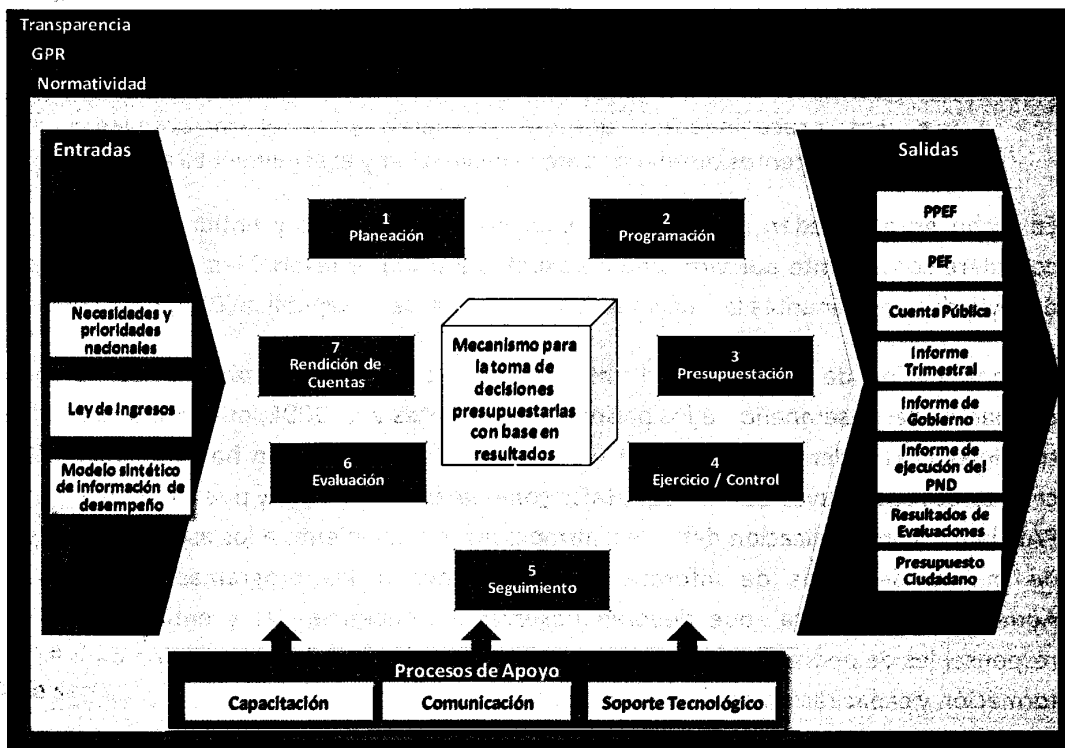 Transparencia
GPR
Normatividad
Entradas
Necesidades y
prioridades
nacionales
Ley de Ingresos
Modelo sintético
de información de
desempeño
1
Planeación
2
Programación
7
Rendición de
Cuentas
Mecanismo para
la toma de
decisiones
presupuestarias
con base en
resultados
3
Presupuestación
6
Evaluación
4
Ejercicio / Control
5
Seguimiento
Salidas
PPEF
PEF
Cuenta Pública
Informe
Trimestral
Informe de
Gobierno
Informe de
ejecución del
PND
Resultados de
Evaluaciones
Presupuesto
Ciudadano
Procesos de Apoyo
Capacitación
Comunicación
Soporte Tecnológico